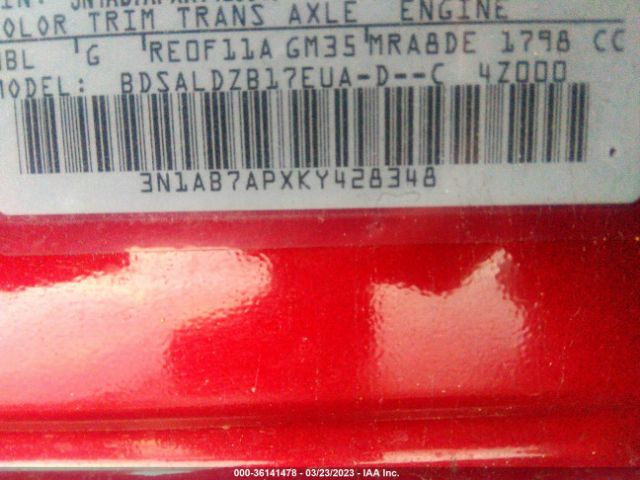 COLOR TRIM TRANS AXLE ENGINE
NBL G RE0F11A GM35 MRA8DE 1798 CC
MODEL: BDSALDZB17EUA-D--C 4Z000
3N1AB7APXKY428348
000-36141478 - 03/23/2023 - IAA Inc.